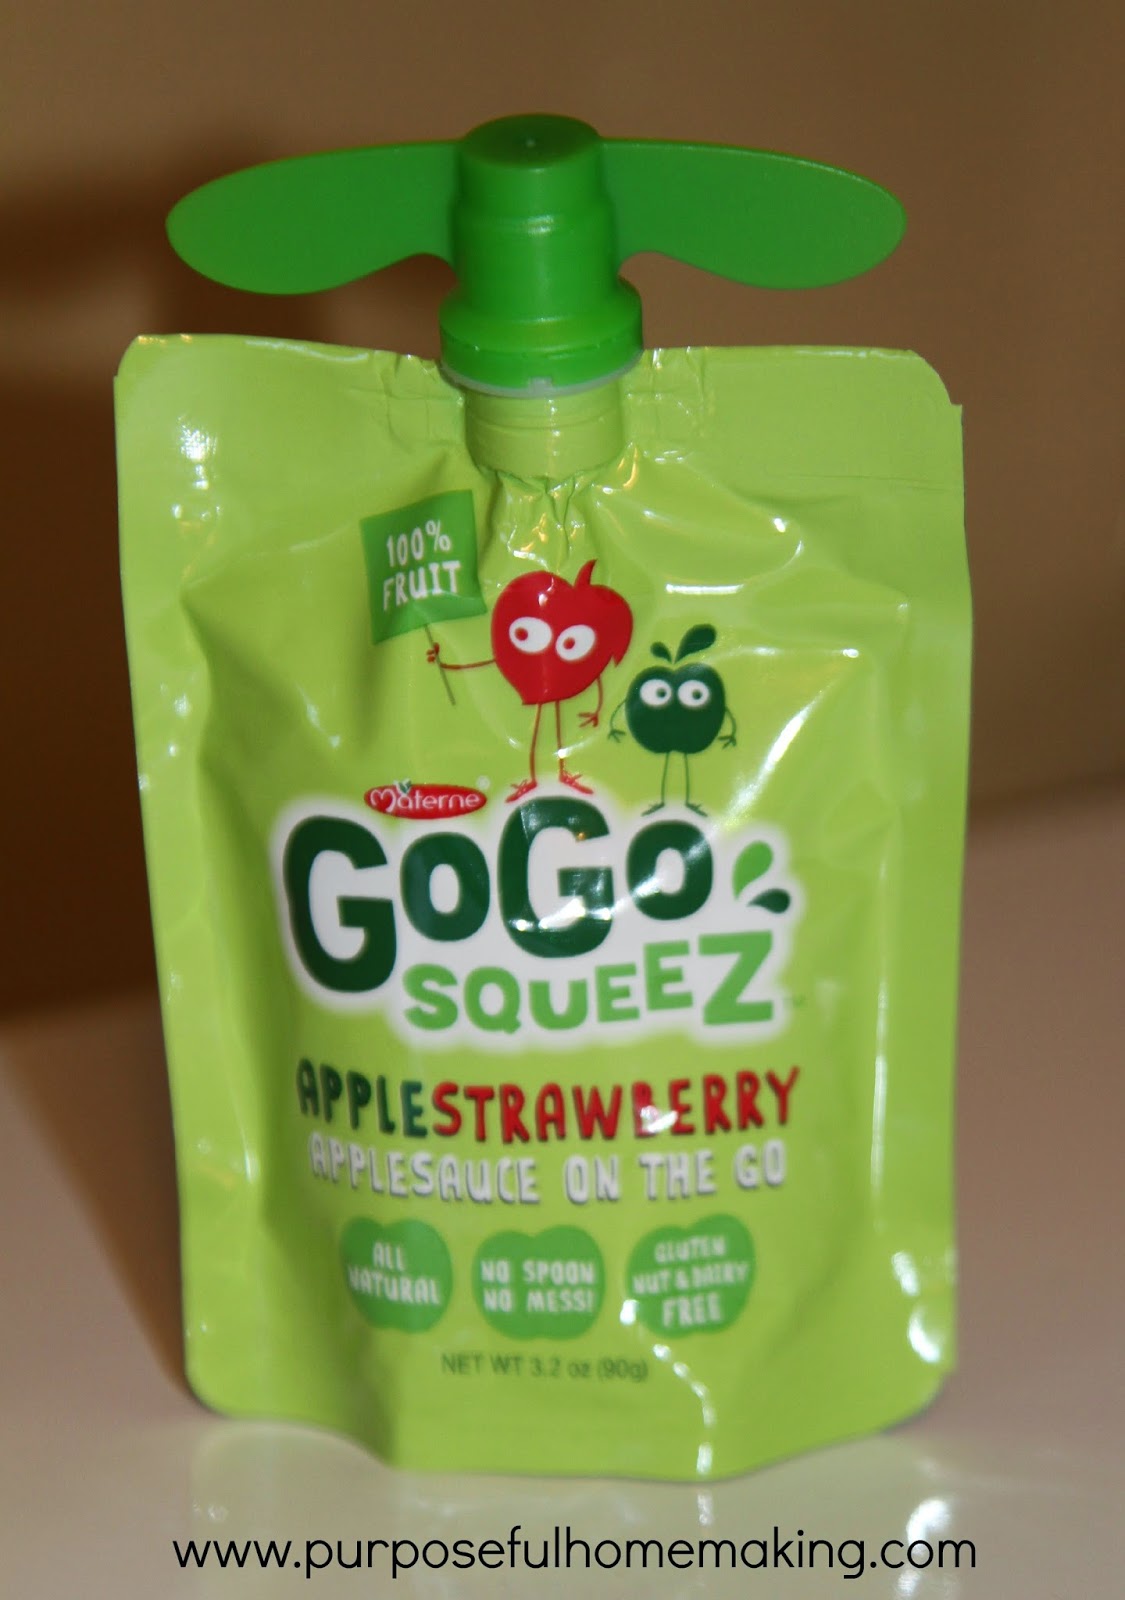 100%
FRUIT
Materne®
GOGO
SQUEEZ™
APPLESTRAWBERRY
APPLESAUCE ON THE GO
ALL
NATURAL
NO SPOON
NO MESS!
GLUTEN
NUT & DAIRY
FREE
NET WT 3.2 oz (90g)
www.purposefulhomemaking.com